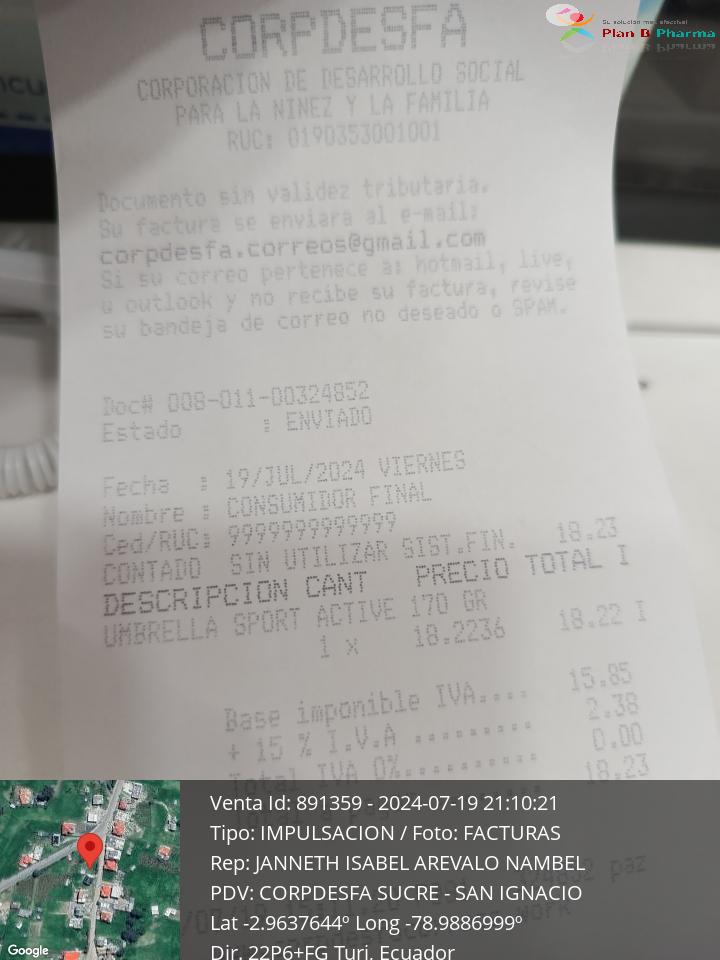 Su solucion mas efectiva!
Plan B Pharma
CORPDESFA
CORPORACION DE DESARROLLO SOCIAL
PARA LA NINEZ Y LA FAMILIA
RUC: 0190353001001
Documento sin validez tributaria.
Su factura se enviara al e-mail:
corpdesfa.correos@gmail.com
Si su correo pertenece a: hotmail, live,
u outlook y no recibe su factura, revise
su bandeja de correo no deseado o SPAM.
Doc# 008-011-00324852
Estado : ENVIADO
Fecha : 19/JUL/2024 VIERNES
Nombre : CONSUMIDOR FINAL
Ced/RUC: 9999999999999
CONTADO SIN UTILIZAR SIST.FIN. 18.23
DESCRIPCION CANT PRECIO TOTAL I
UMBRELLA SPORT ACTIVE 170 GR
1 x 18.2236 18.22 I
Base imponible IVA.... 15.85
+ 15 % I.V.A ......... 2.38
Total IVA 0%.......... 0.00
Total a 18.23
Venta Id: 891359 - 2024-07-19 21:10:21
Tipo: IMPULSACION / Foto: FACTURAS
Rep: JANNETH ISABEL AREVALO NAMBEL
PDV: CORPDESFA SUCRE - SAN IGNACIO
Lat -2.9637644º Long -78.9886999º
Dir. 22P6+FG Turi, Ecuador
Google